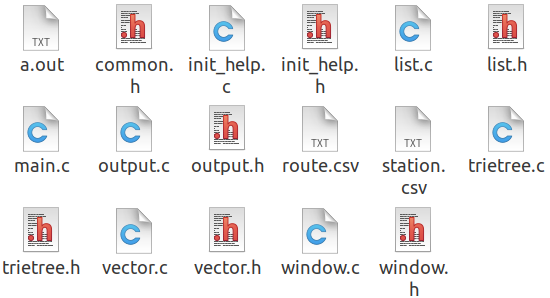 TXT .h C .h C .h
a.out common.h init_help.c init_help.h list.c list.h
C C .h TXT TXT C
main.c output.c output.h route.csv station.csv trietree.c
.h C .h C .h
trietree.h vector.c vector.h window.c window.h